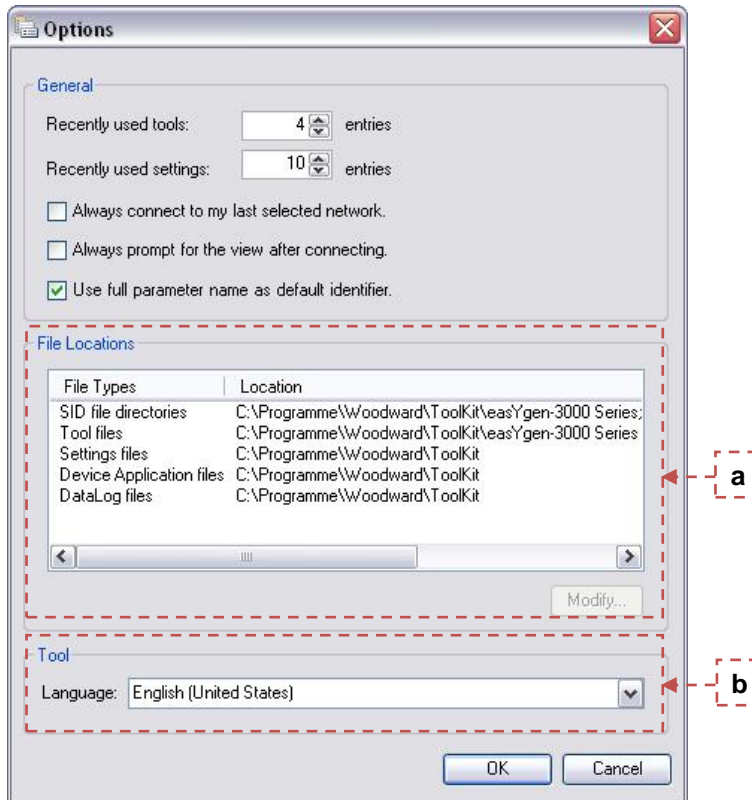 Options
General
Recently used tools: 4 entries
Recently used settings: 10 entries
Always connect to my last selected network.
Always prompt for the view after connecting.
Use full parameter name as default identifier.
File Locations
File Types Location
SID file directories C:\Programme\Woodward\ToolKit\easYgen-3000 Series;
Tool files C:\Programme\Woodward\ToolKit\easYgen-3000 Series
Settings files C:\Programme\Woodward\ToolKit
Device Application files C:\Programme\Woodward\ToolKit
DataLog files C:\Programme\Woodward\ToolKit
a
Modify...
Tool
Language: English (United States)
b
OK Cancel